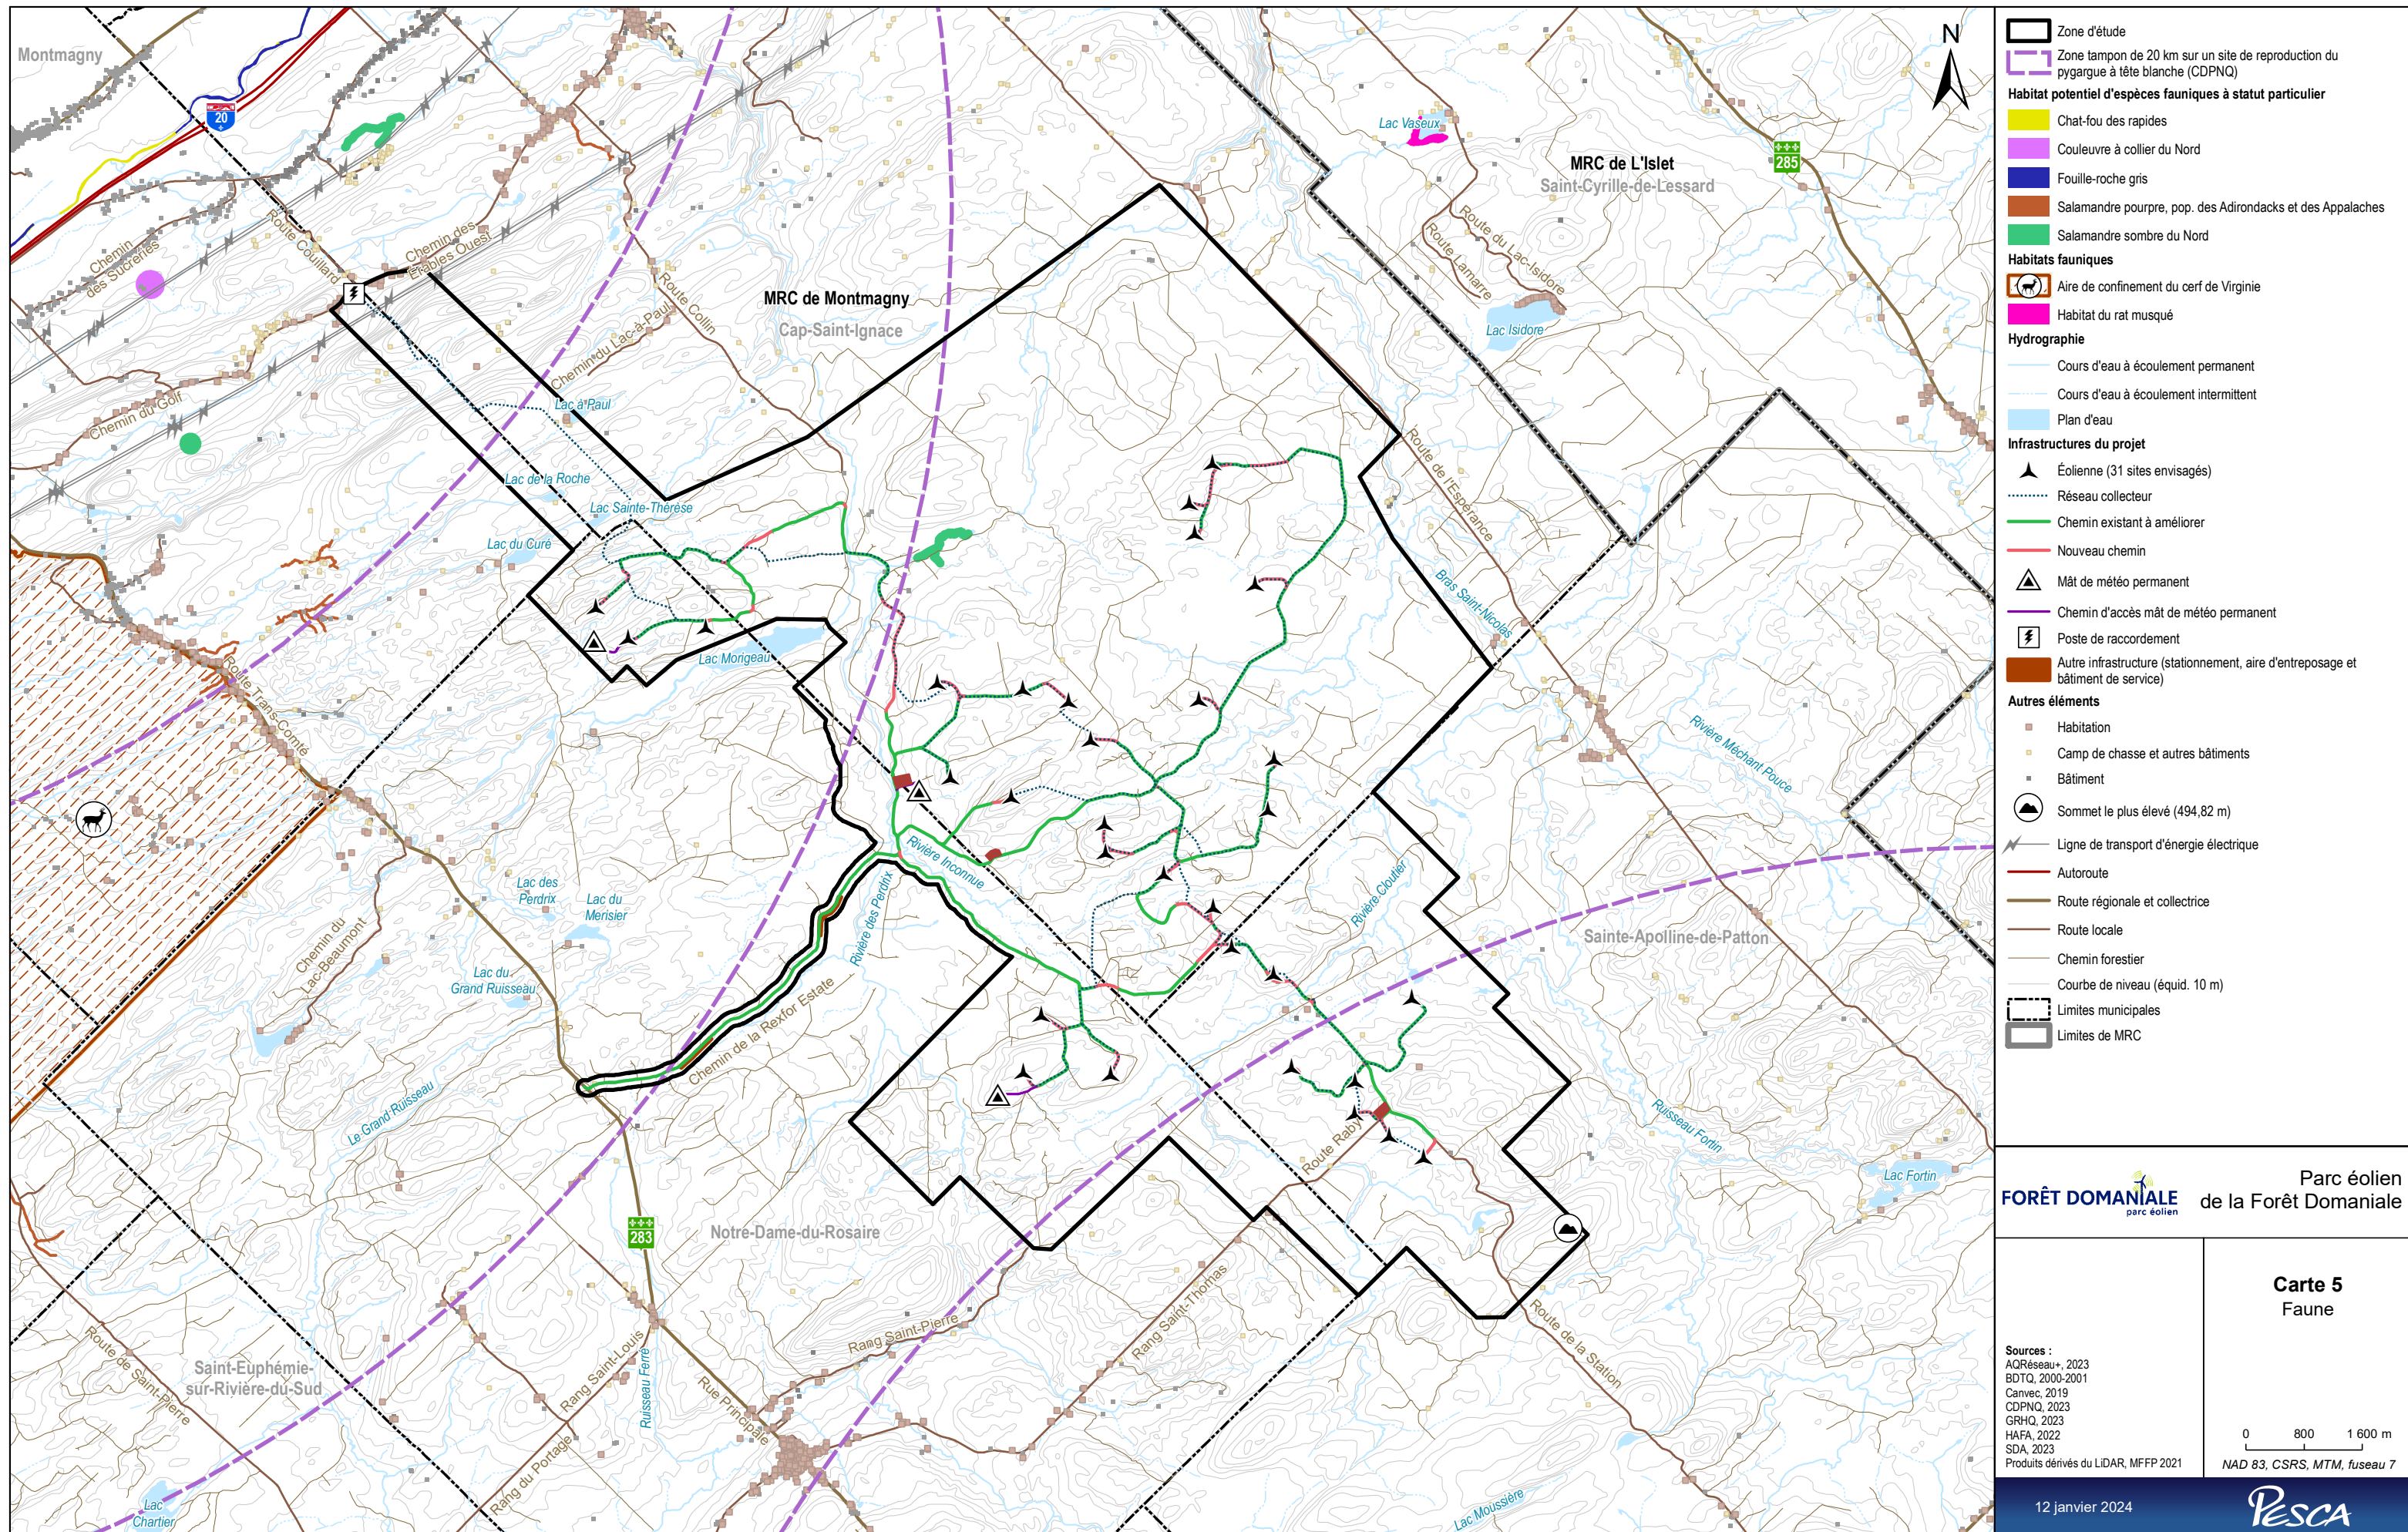 Montmagny
20
Route Couillard
Chemin
des Sucreries
Chemin des
Érables Ouest
Route Collin
Chemin du Lac-à-Paul
Chemin du Golf
MRC de Montmagny
Cap-Saint-Ignace
Lac Vaseux
MRC de L'Islet
Saint-Cyrille-de-Lessard
285
Route du Lac-Isidore
Route Lamarre
Lac Isidore
Lac à Paul
Lac de la Roche
Lac Sainte-Thérèse
Lac du Curé
Route de l'Espérance
Bras Saint-Nicolas
Lac Morigeau
Route Trans-Comté
Rivière Méchant Pouce
Rivière Inconnue
Rivière des Perdrix
Rivière Cloutier
Lac des
Perdrix
Lac du
Merisier
Chemin du
Lac-Beaumont
Lac du
Grand Ruisseau
Sainte-Apolline-de-Patton
Chemin de la Rexfor Estate
Le Grand Ruisseau
Ruisseau Fortin
Route Raby
Lac Fortin
283
Notre-Dame-du-Rosaire
Rang Saint-Pierre
Rang Saint-Thomas
Route de la Station
Route de Saint-Pierre
Saint-Euphémie-
sur-Rivière-du-Sud
Rang Saint-Louis
Ruisseau Ferré
Rue Principale
Rang du Portage
Lac
Chartier
Lac Moussière
N
Zone d'étude
Zone tampon de 20 km sur un site de reproduction du
pygargue à tête blanche (CDPNQ)
Habitat potentiel d'espèces fauniques à statut particulier
Chat-fou des rapides
Couleuvre à collier du Nord
Fouille-roche gris
Salamandre pourpre, pop. des Adirondacks et des Appalaches
Salamandre sombre du Nord
Habitats fauniques
Aire de confinement du cerf de Virginie
Habitat du rat musqué
Hydrographie
Cours d'eau à écoulement permanent
Cours d'eau à écoulement intermittent
Plan d'eau
Infrastructures du projet
Éolienne (31 sites envisagés)
Réseau collecteur
Chemin existant à améliorer
Nouveau chemin
Mât de météo permanent
Chemin d'accès mât de météo permanent
Poste de raccordement
Autre infrastructure (stationnement, aire d'entreposage et
bâtiment de service)
Autres éléments
Habitation
Camp de chasse et autres bâtiments
Bâtiment
Sommet le plus élevé (494,82 m)
Ligne de transport d'énergie électrique
Autoroute
Route régionale et collectrice
Route locale
Chemin forestier
Courbe de niveau (équid. 10 m)
Limites municipales
Limites de MRC
FORÊT DOMANIALE
parc éolien
Parc éolien
de la Forêt Domaniale
Carte 5
Faune
Sources :
AQRéseau+, 2023
BDTQ, 2000-2001
Canvec, 2019
CDPNQ, 2023
GRHQ, 2023
HAFA, 2022
SDA, 2023
Produits dérivés du LiDAR, MFFP 2021
0 800 1 600 m
NAD 83, CSRS, MTM, fuseau 7
12 janvier 2024
PESCA